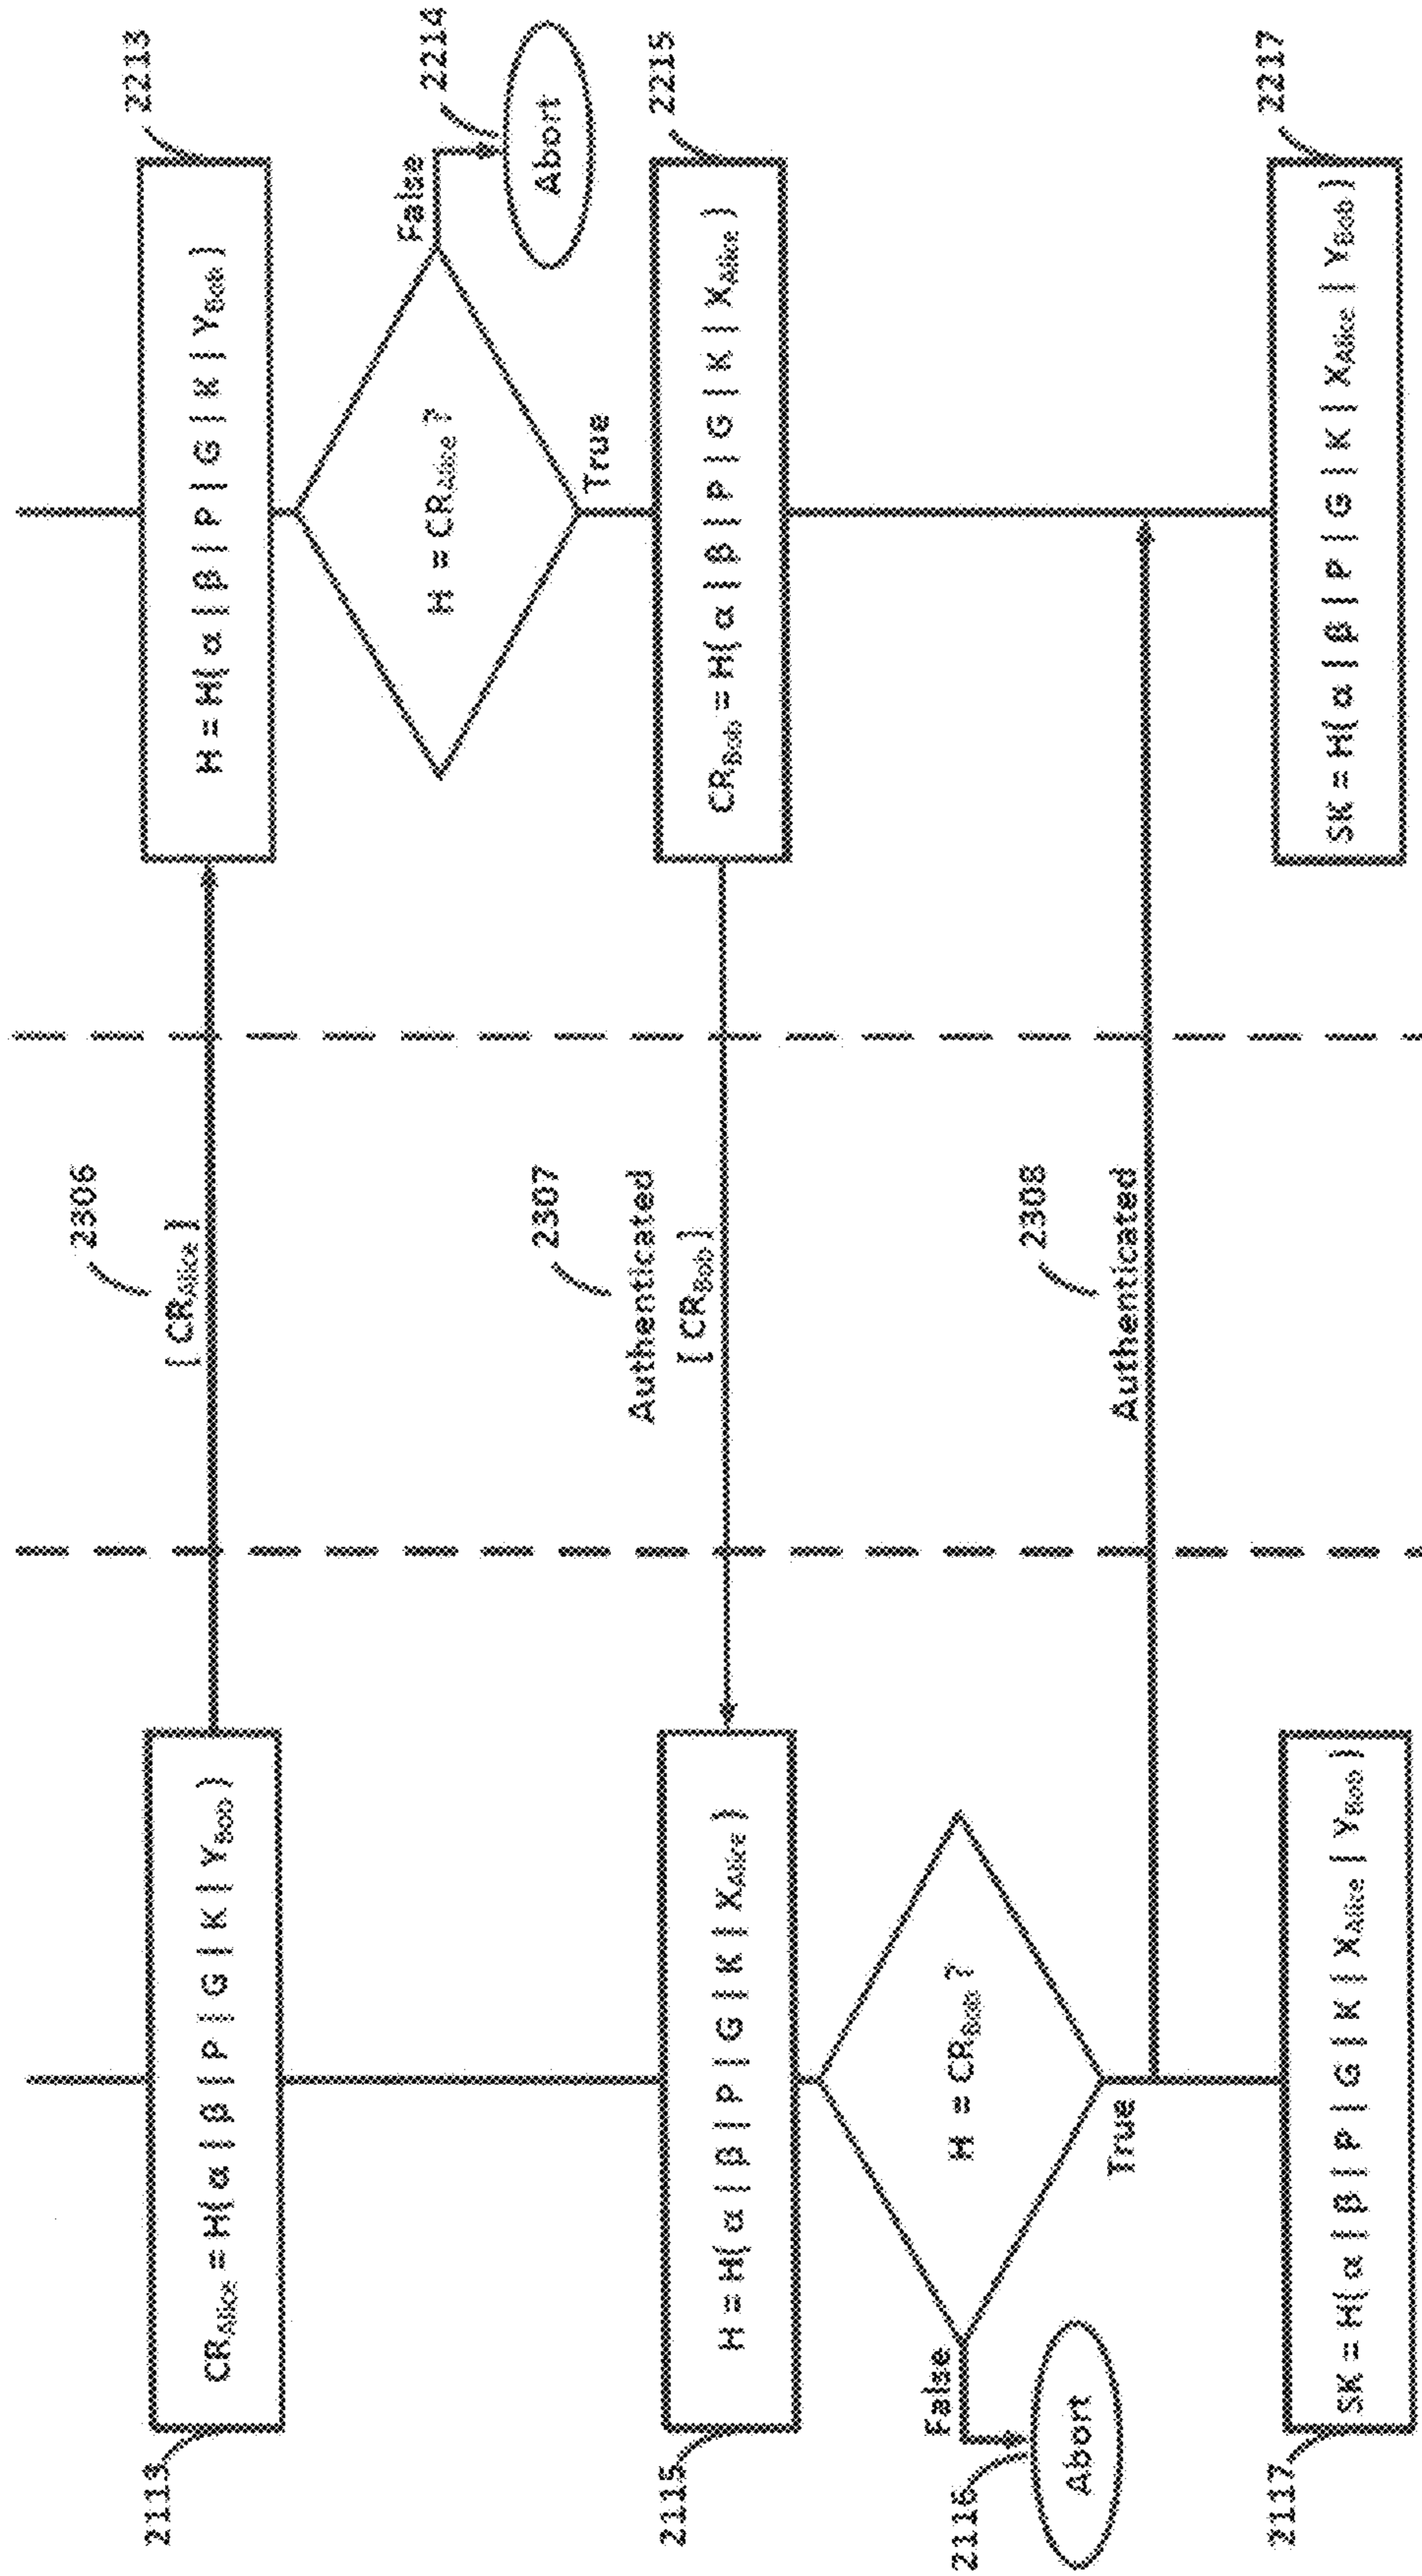 2113
CR_Alice = H( α | β | P | G | K | Y_Bob )
2306
[ CR_Alice ]
H = H( α | β | P | G | K | Y_Bob )
2213
H = CR_Alice ?
False
2214
Abort
True
2115
H = H( α | β | P | G | K | X_Alice )
2307
Authenticated
[ CR_Bob ]
CR_Bob = H( α | β | P | G | K | X_Alice )
2215
H = CR_Bob ?
False
2116
Abort
True
2308
Authenticated
2117
SK = H( α | β | P | G | K | X_Alice | Y_Bob )
SK = H( α | β | P | G | K | X_Alice | Y_Bob )
2217